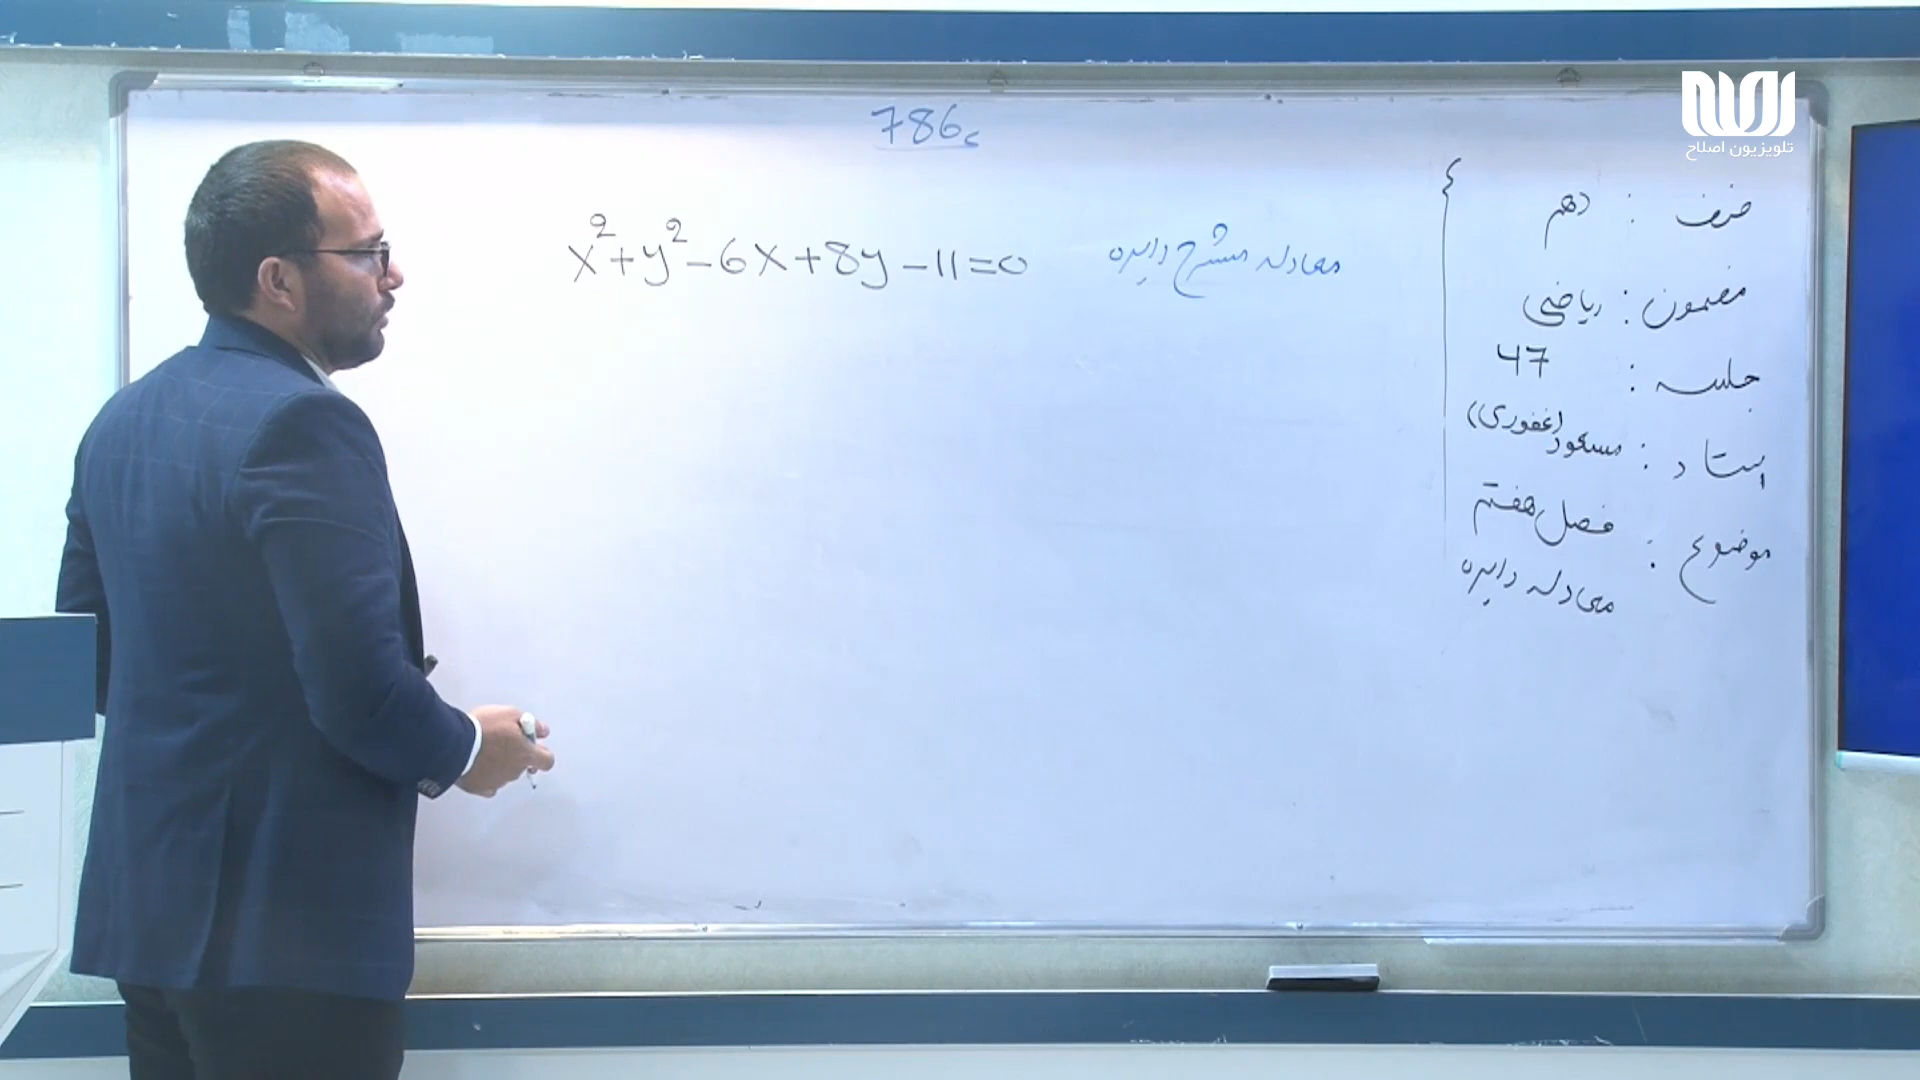 786
x²+y²-6x+8y-11=0 معادله مشرح دایره
صنف : دهم
مضمون : ریاضی
جلسه : 47
استاد : مسعود (غفوری)
موضوع : فصل هفتم
معادله دایره
تلویزیون اصلاح